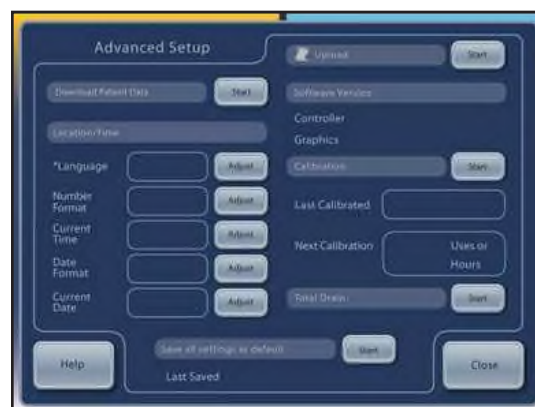 Advanced Setup
Download Patient Data
Start
Location/Time
*Language
Adjust
Number
Format
Adjust
Current
Time
Adjust
Date
Format
Adjust
Current
Date
Adjust
Upload
Start
Software Version
Controller
Graphics
Calibration
Start
Last Calibrated
Next Calibration
Uses or
Hours
Total Drain
Start
Save all settings as default
Start
Last Saved
Help
Close